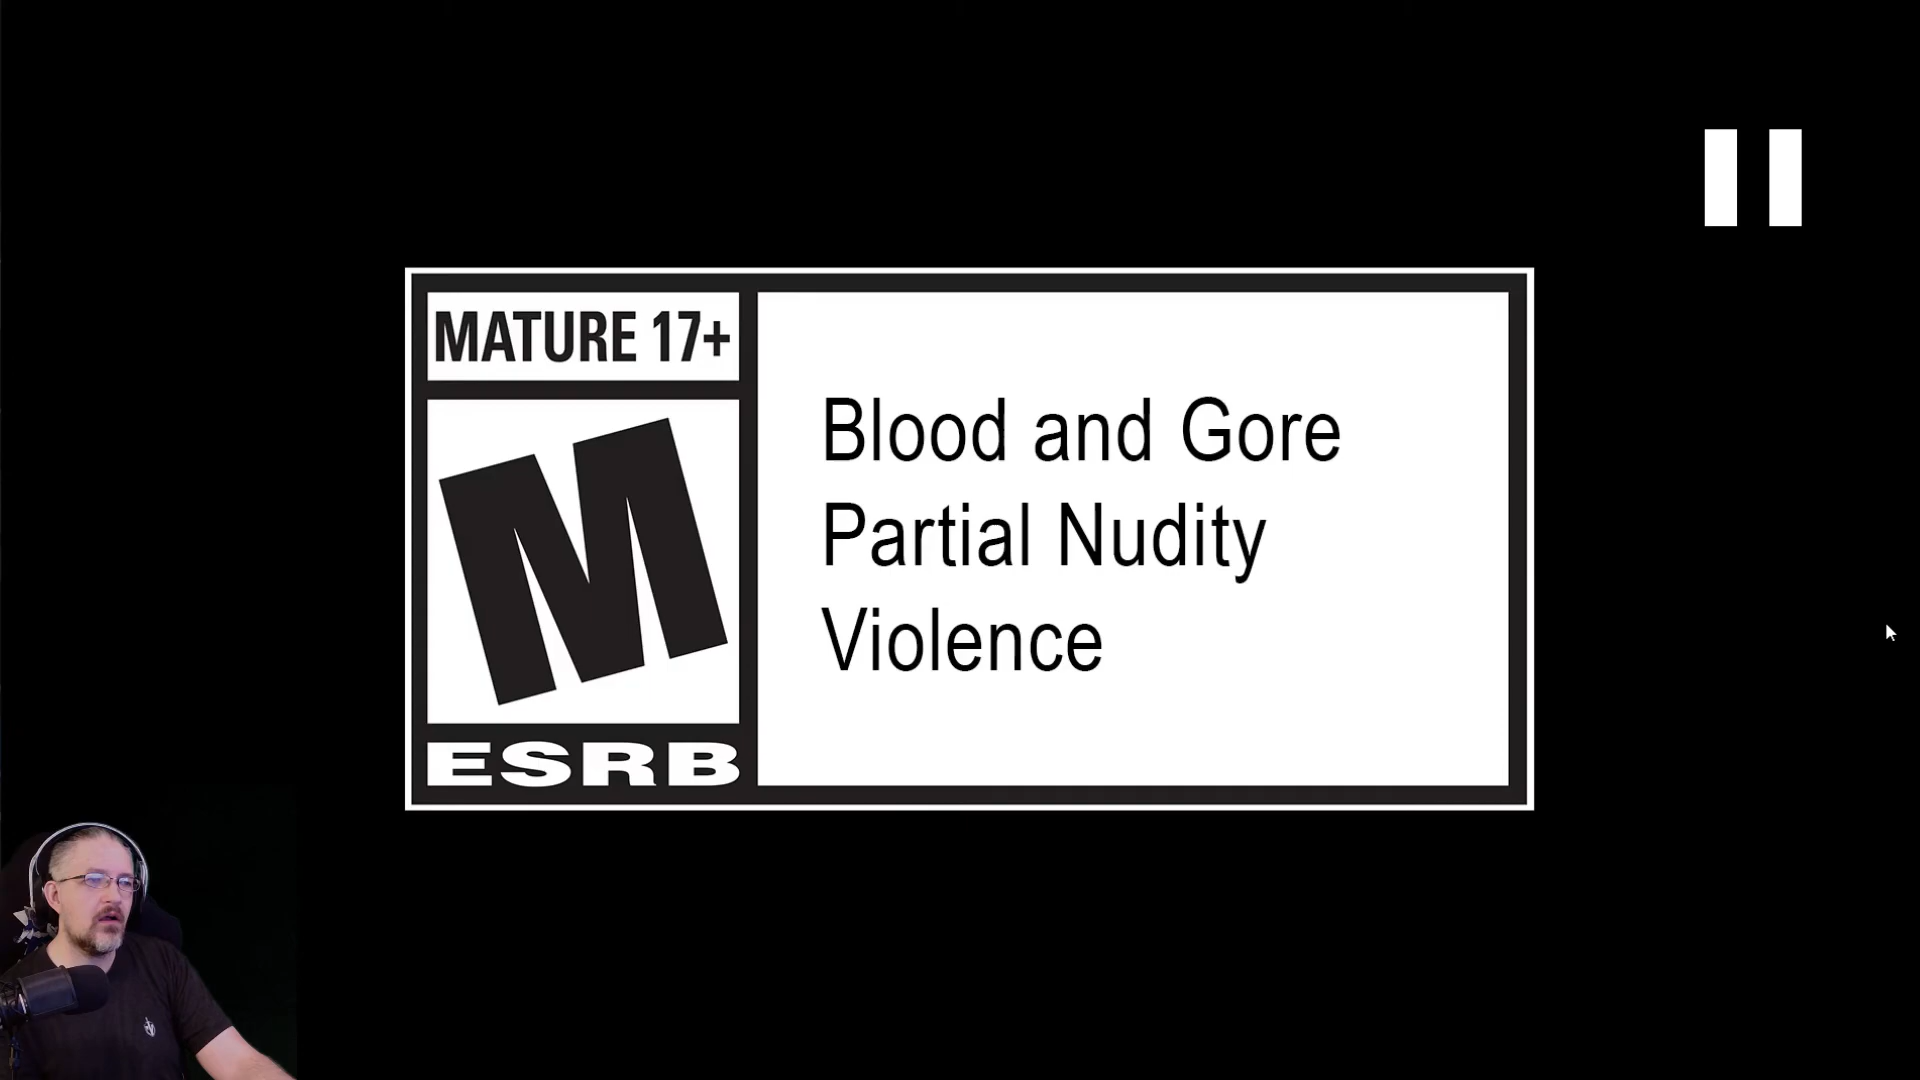 MATURE 17+
M
ESRB
Blood and Gore
Partial Nudity
Violence